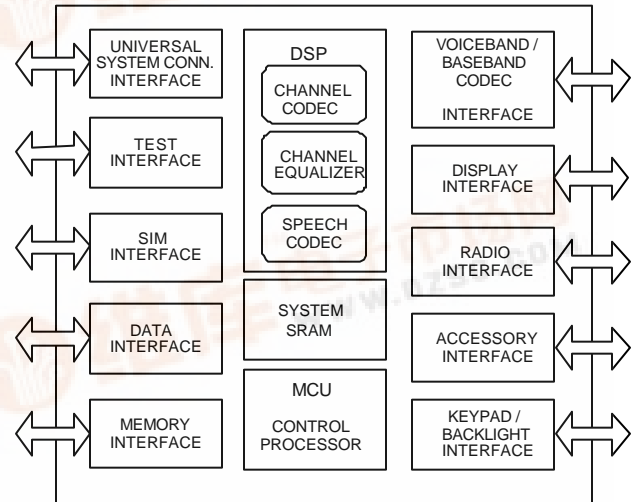 UNIVERSAL
SYSTEM CONN.
INTERFACE
TEST
INTERFACE
SIM
INTERFACE
DATA
INTERFACE
MEMORY
INTERFACE
DSP
CHANNEL
CODEC
CHANNEL
EQUALIZER
SPEECH
CODEC
SYSTEM
SRAM
MCU
CONTROL
PROCESSOR
VOICEBAND /
BASEBAND
CODEC
INTERFACE
DISPLAY
INTERFACE
RADIO
INTERFACE
ACCESSORY
INTERFACE
KEYPAD /
BACKLIGHT
INTERFACE